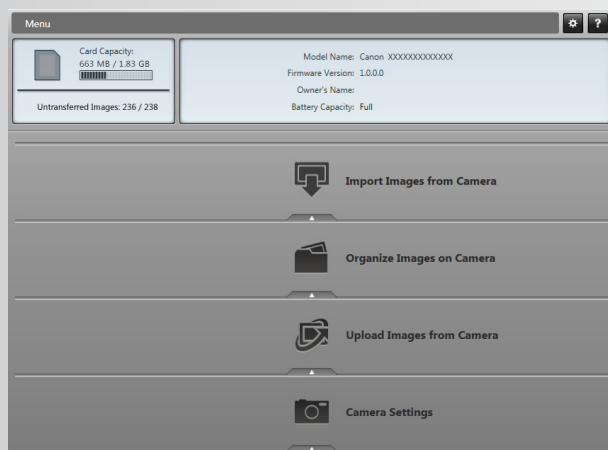 Menu
?
Card Capacity:
663 MB / 1.83 GB
Untransferred Images: 236 / 238
Model Name: Canon XXXXXXXXXXXXX
Firmware Version: 1.0.0.0
Owner's Name:
Battery Capacity: Full
Import Images from Camera
Organize Images on Camera
Upload Images from Camera
Camera Settings